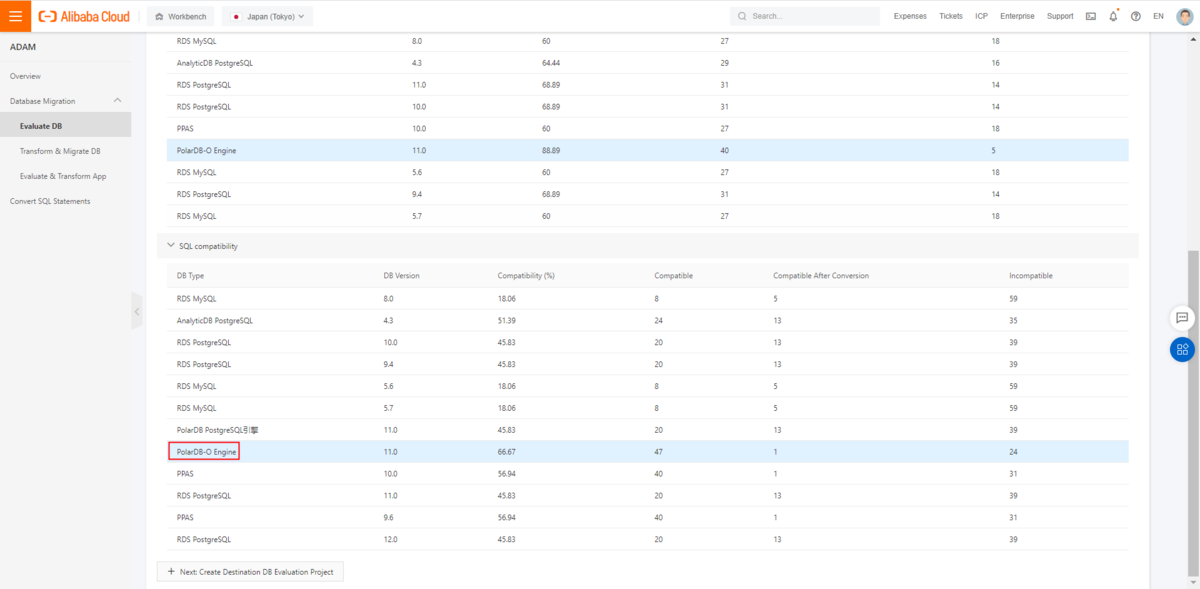 Alibaba Cloud Workbench Japan (Tokyo) Search... Expenses Tickets ICP Enterprise Support EN
ADAM
Overview
Database Migration
Evaluate DB
Transform & Migrate DB
Evaluate & Transform App
Convert SQL Statements
RDS MySQL 8.0 60 27 18
AnalyticDB PostgreSQL 4.3 64.44 29 16
RDS PostgreSQL 11.0 68.89 31 14
RDS PostgreSQL 10.0 68.89 31 14
PPAS 10.0 60 27 18
PolarDB-O Engine 11.0 88.89 40 5
RDS MySQL 5.6 60 27 18
RDS PostgreSQL 9.4 68.89 31 14
RDS MySQL 5.7 60 27 18
SQL compatibility
DB Type DB Version Compatibility (%) Compatible Compatible After Conversion Incompatible
RDS MySQL 8.0 18.06 8 5 59
AnalyticDB PostgreSQL 4.3 51.39 24 13 35
RDS PostgreSQL 10.0 45.83 20 13 39
RDS PostgreSQL 9.4 45.83 20 13 39
RDS MySQL 5.6 18.06 8 5 59
RDS MySQL 5.7 18.06 8 5 59
PolarDB PostgreSQL引擎 11.0 45.83 20 13 39
PolarDB-O Engine 11.0 66.67 47 1 24
PPAS 10.0 56.94 40 1 31
RDS PostgreSQL 11.0 45.83 20 13 39
PPAS 9.6 56.94 40 1 31
RDS PostgreSQL 12.0 45.83 20 13 39
+ Next: Create Destination DB Evaluation Project